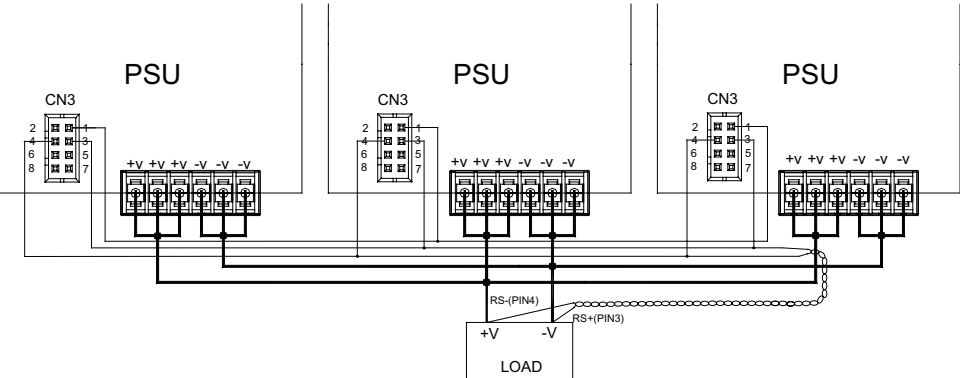 PSU PSU PSU
CN3 CN3 CN3
2 1 2 1 2 1
4 3 4 3 4 3
6 5 6 5 6 5
8 7 8 7 8 7
+V +V +V -V -V -V
+V +V +V -V -V -V
+V +V +V -V -V -V
RS-(PIN4)
RS+(PIN3)
+V -V
LOAD